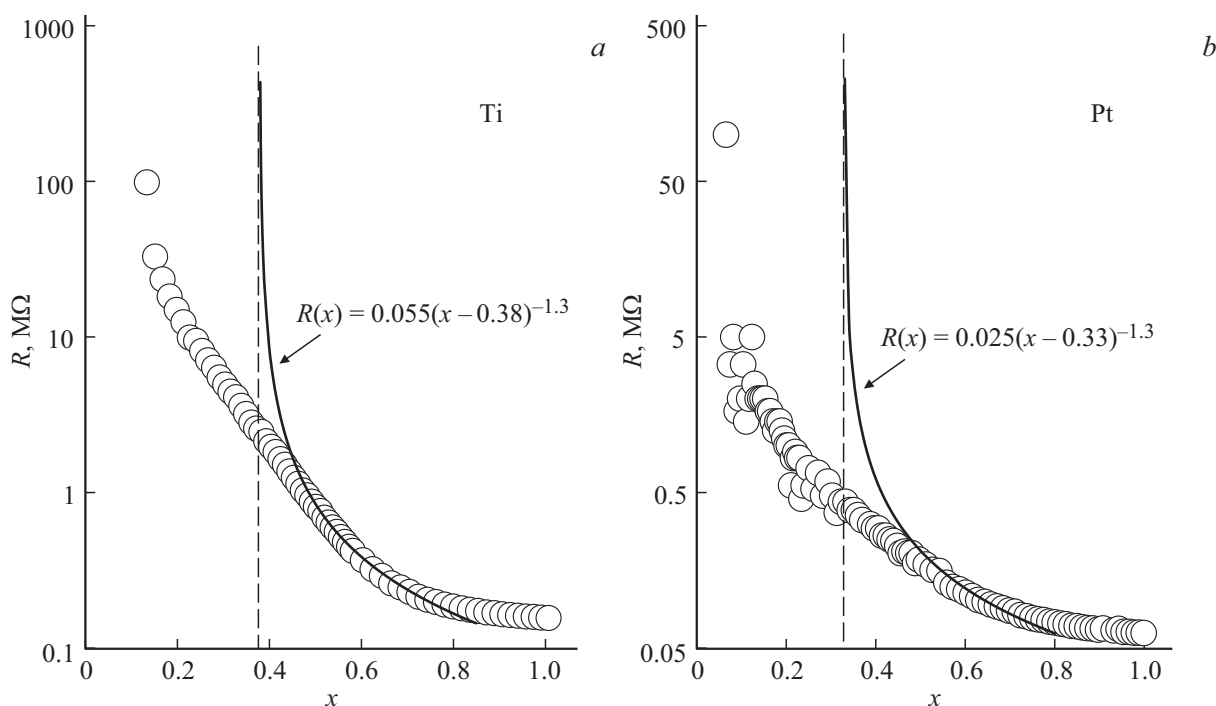 a
Ti
1000
100
10
1
0.1
R, MΩ
R(x) = 0.055(x – 0.38)^–1.3
0 0.2 0.4 0.6 0.8 1.0
x
b
Pt
500
50
5
0.5
0.05
R, MΩ
R(x) = 0.025(x – 0.33)^–1.3
0 0.2 0.4 0.6 0.8 1.0
x